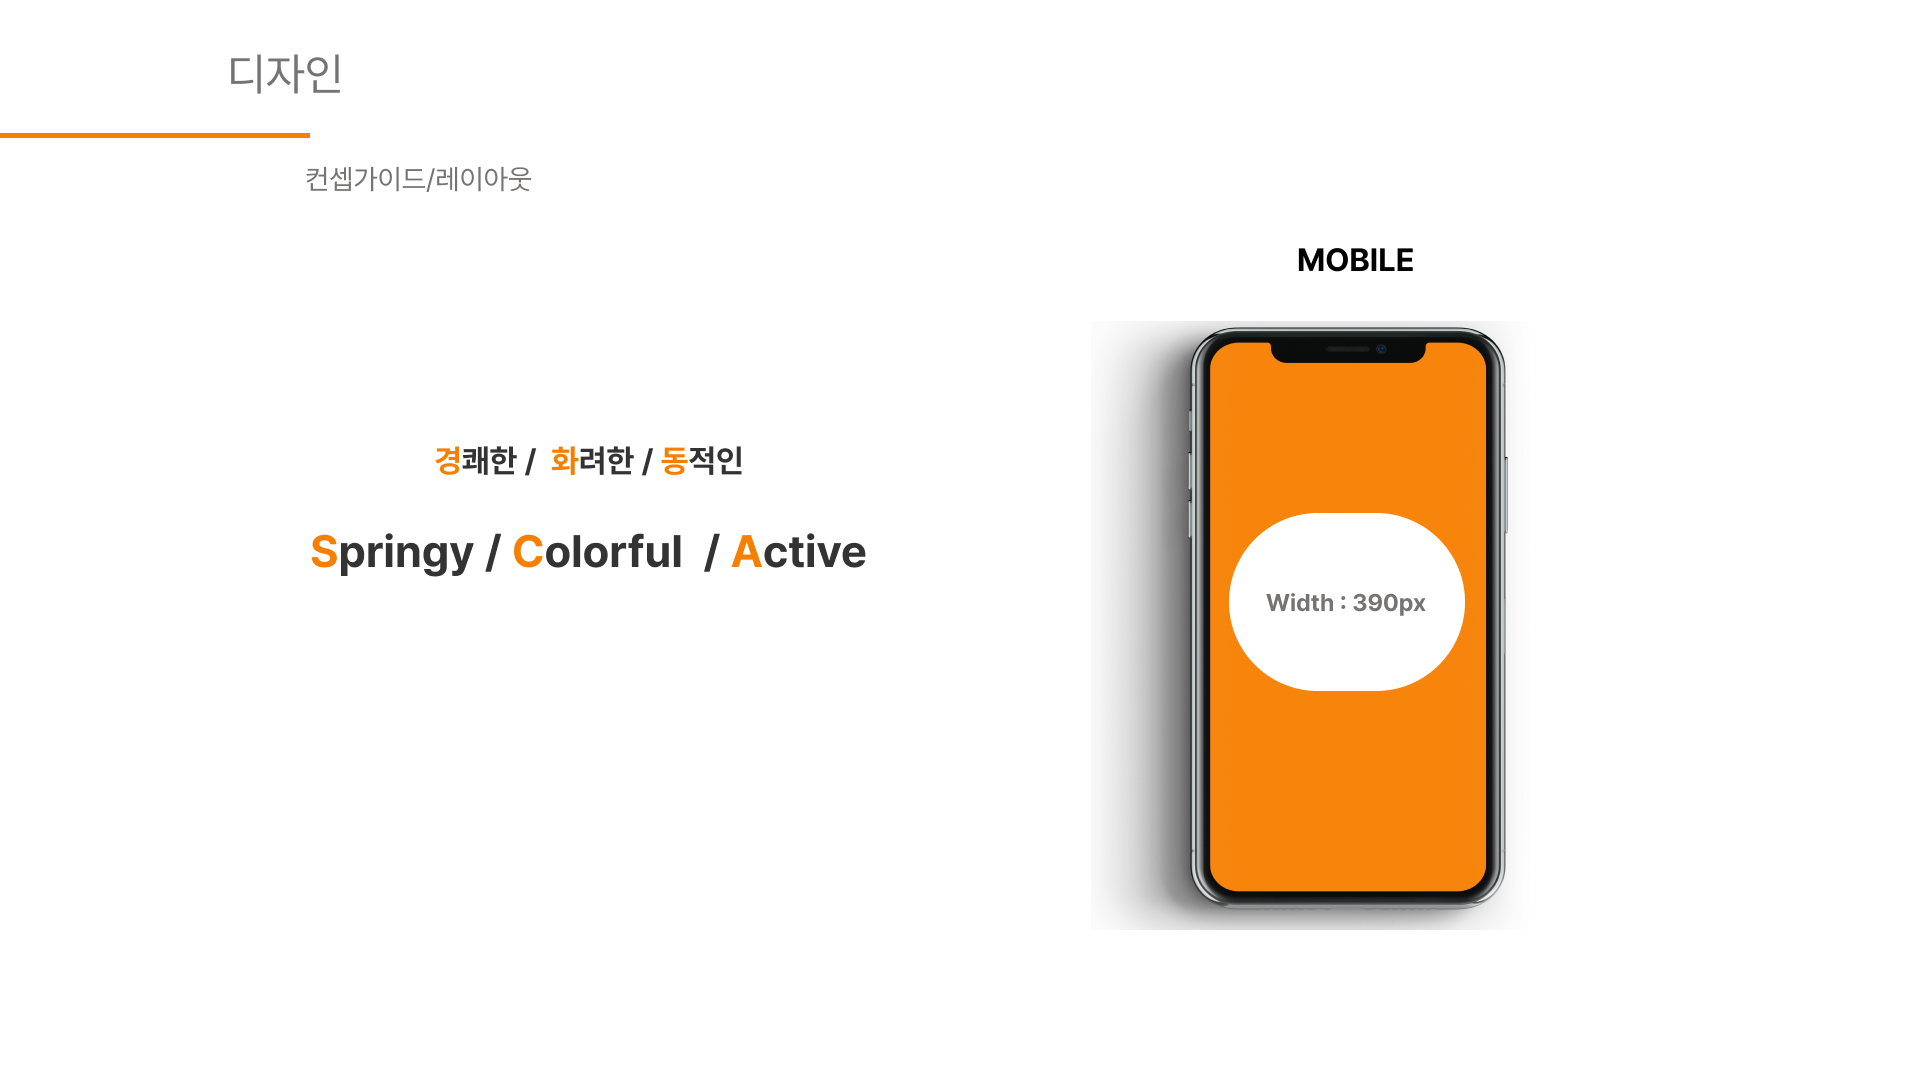 디자인
컨셉가이드/레이아웃
MOBILE
경쾌한 / 화려한 / 동적인
Springy / Colorful / Active
Width : 390px